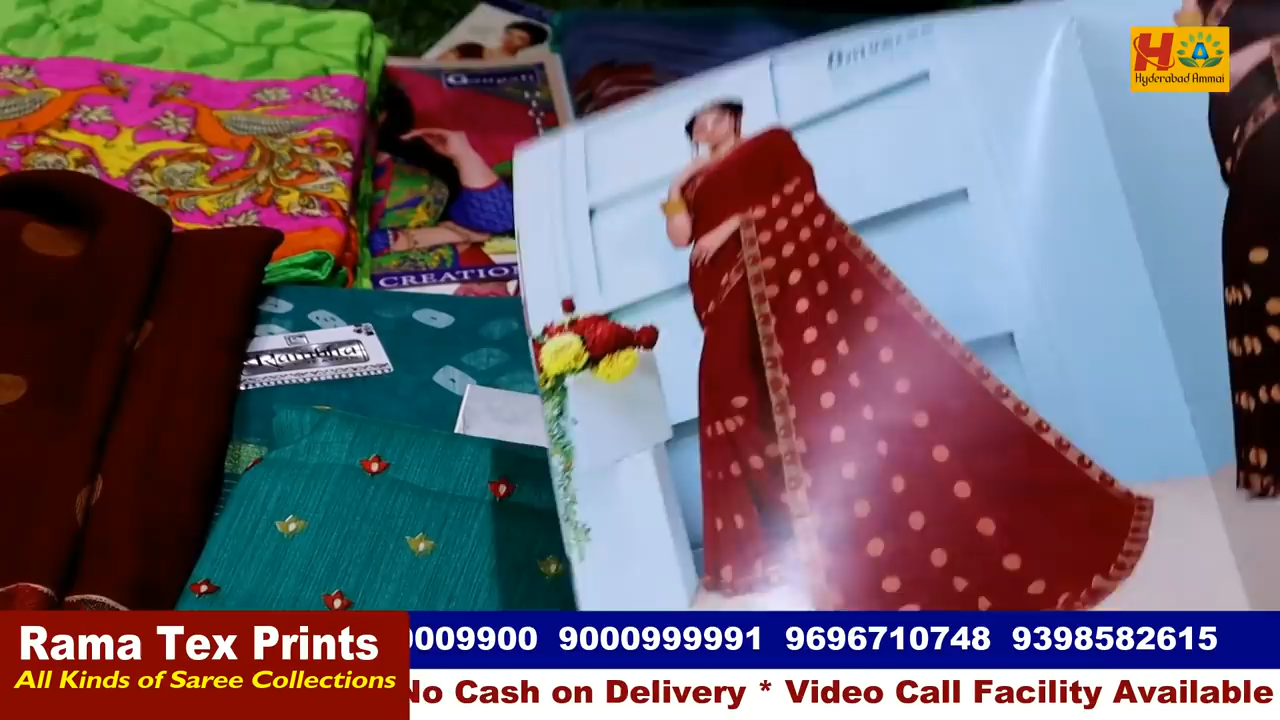 H
Hyderabad Ammai
CREATION
Rambha
Rama Tex Prints
All Kinds of Saree Collections
9000999991 9696710748 9398582615
No Cash on Delivery * Video Call Facility Available